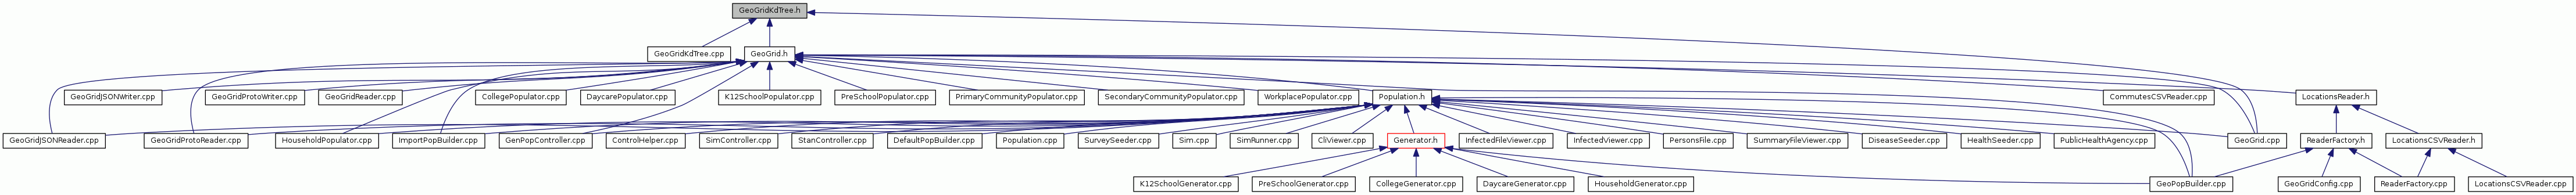 GeoGridKdTree.h
GeoGridKdTree.cpp
GeoGrid.h
GeoGridJSONWriter.cpp
GeoGridProtoWriter.cpp
GeoGridReader.cpp
CollegePopulator.cpp
DaycarePopulator.cpp
K12SchoolPopulator.cpp
PreSchoolPopulator.cpp
PrimaryCommunityPopulator.cpp
SecondaryCommunityPopulator.cpp
WorkplacePopulator.cpp
Population.h
CommutesCSVReader.cpp
LocationsReader.h
GeoGridJSONReader.cpp
GeoGridProtoReader.cpp
HouseholdPopulator.cpp
ImportPopBuilder.cpp
GenPopController.cpp
ControlHelper.cpp
SimController.cpp
StanController.cpp
DefaultPopBuilder.cpp
Population.cpp
SurveySeeder.cpp
Sim.cpp
SimRunner.cpp
CliViewer.cpp
Generator.h
InfectedFileViewer.cpp
InfectedViewer.cpp
PersonsFile.cpp
SummaryFileViewer.cpp
DiseaseSeeder.cpp
HealthSeeder.cpp
PublicHealthAgency.cpp
GeoGrid.cpp
ReaderFactory.h
LocationsCSVReader.h
K12SchoolGenerator.cpp
PreSchoolGenerator.cpp
CollegeGenerator.cpp
DaycareGenerator.cpp
HouseholdGenerator.cpp
GeoPopBuilder.cpp
GeoGridConfig.cpp
ReaderFactory.cpp
LocationsCSVReader.cpp